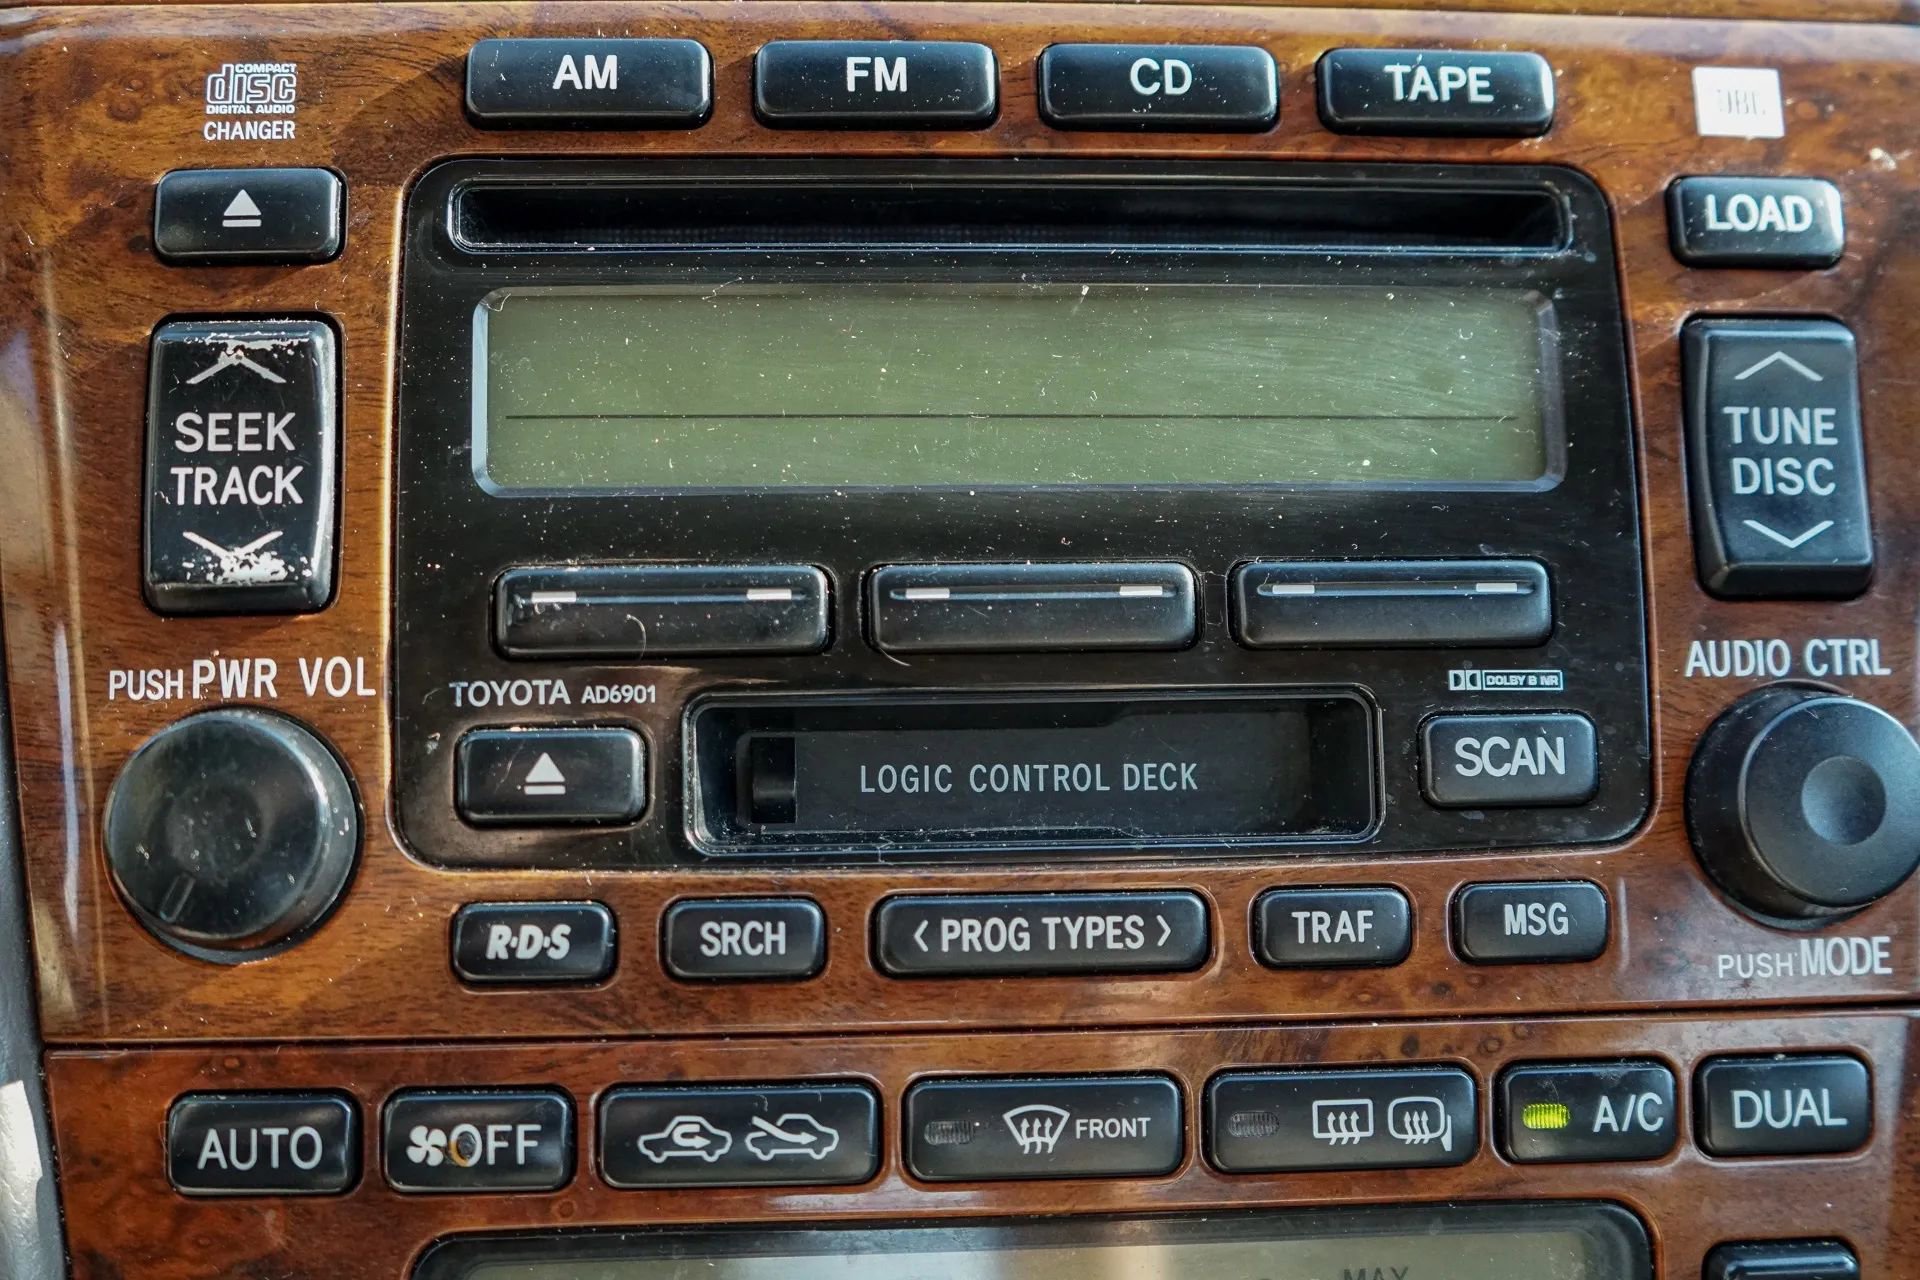 COMPACT
disc
DIGITAL AUDIO
CHANGER
AM
FM
CD
TAPE
LOAD
SEEK
TRACK
TUNE
DISC
PUSH PWR VOL
AUDIO CTRL
TOYOTA AD6901
DOLBY B NR
LOGIC CONTROL DECK
SCAN
R·D·S
SRCH
< PROG TYPES >
TRAF
MSG
PUSH MODE
AUTO
OFF
FRONT
A/C
DUAL
MAX